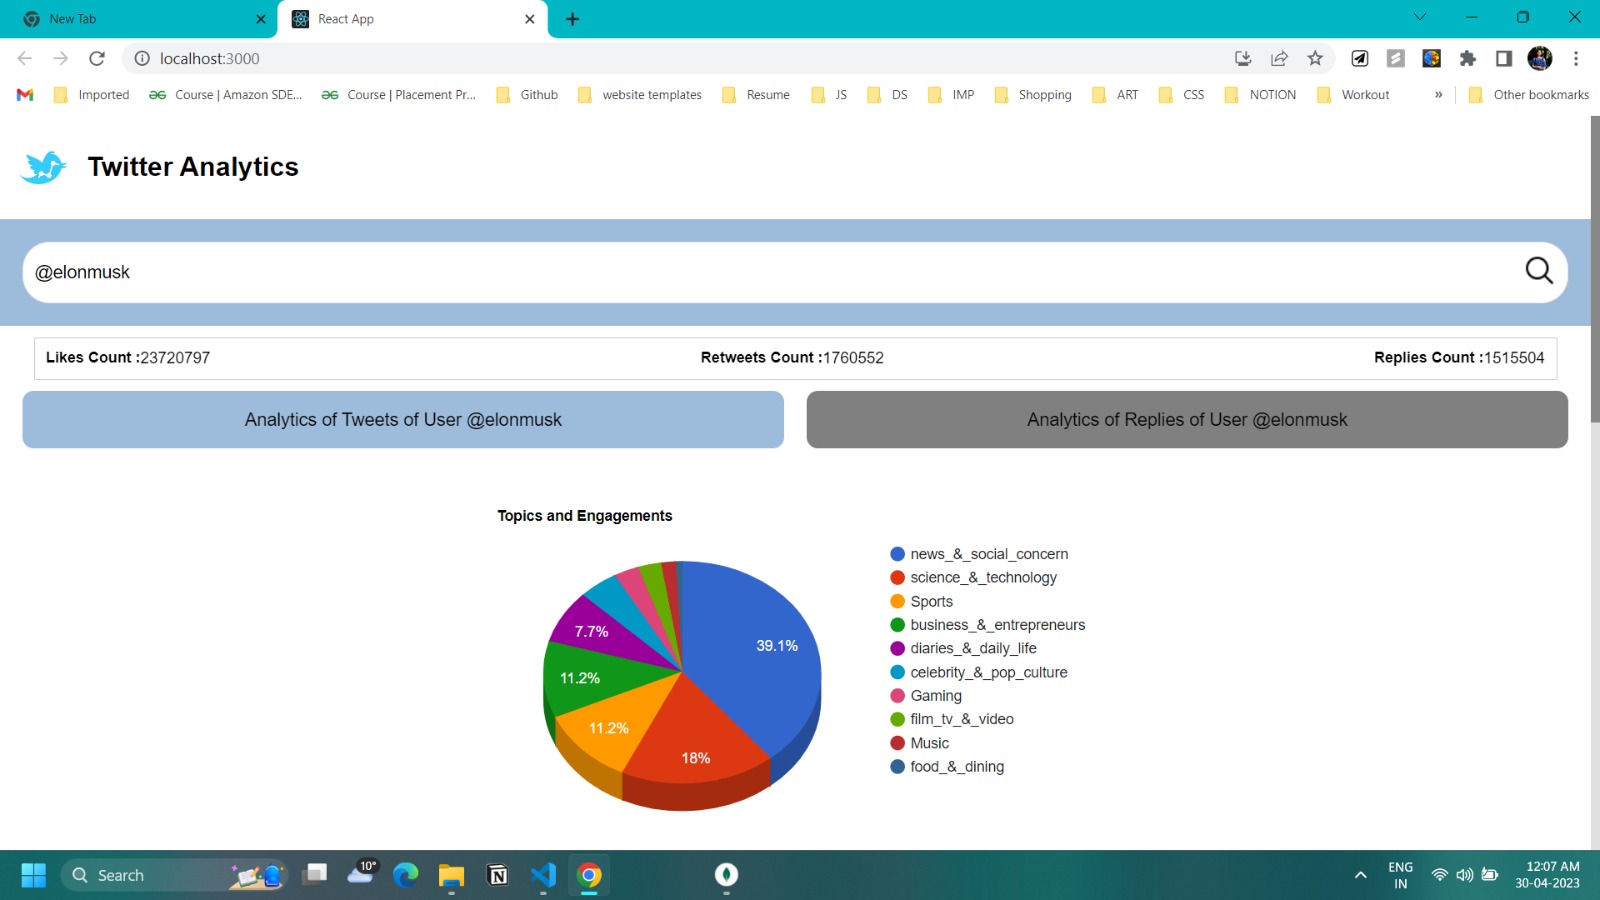 New Tab
React App
localhost:3000
Imported
Course | Amazon SDE...
Course | Placement Pr...
Github
website templates
Resume
JS
DS
IMP
Shopping
ART
CSS
NOTION
Workout
»
Other bookmarks
Twitter Analytics
@elonmusk
Likes Count :23720797
Retweets Count :1760552
Replies Count :1515504
Analytics of Tweets of User @elonmusk
Analytics of Replies of User @elonmusk
Topics and Engagements
39.1%
18%
11.2%
11.2%
7.7%
news_&_social_concern
science_&_technology
Sports
business_&_entrepreneurs
diaries_&_daily_life
celebrity_&_pop_culture
Gaming
film_tv_&_video
Music
food_&_dining
Search
10°
ENG
IN
12:07 AM
30-04-2023